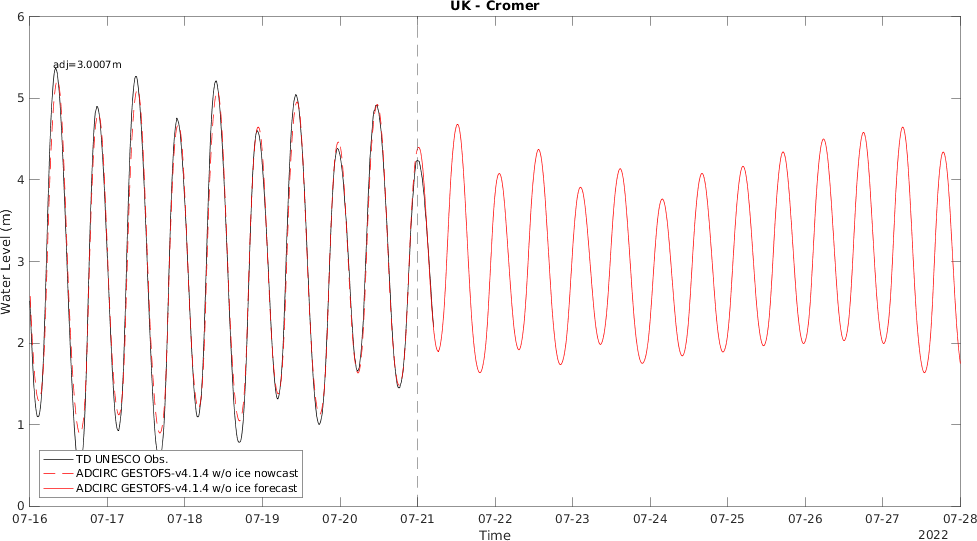 UK - Cromer
adj=3.0007m
Water Level (m)
6
5
4
3
2
1
0
TD UNESCO Obs.
ADCIRC GESTOFS-v4.1.4 w/o ice nowcast
ADCIRC GESTOFS-v4.1.4 w/o ice forecast
07-16 07-17 07-18 07-19 07-20 07-21 07-22 07-23 07-24 07-25 07-26 07-27 07-28
Time
2022